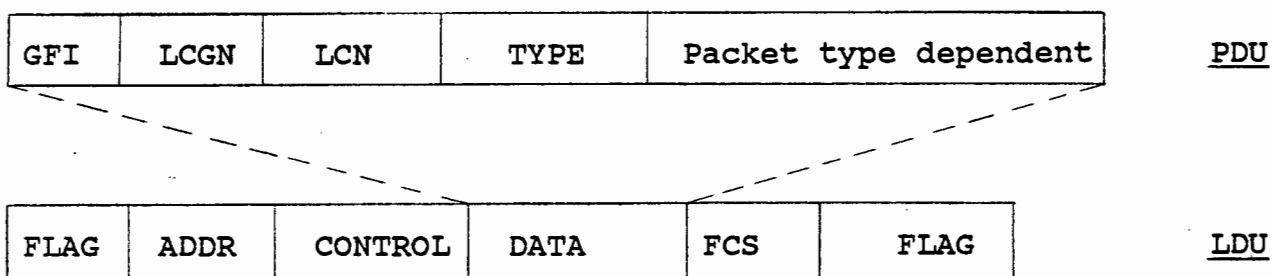 GFI LCGN LCN TYPE Packet type dependent PDU
FLAG ADDR CONTROL DATA FCS FLAG LDU